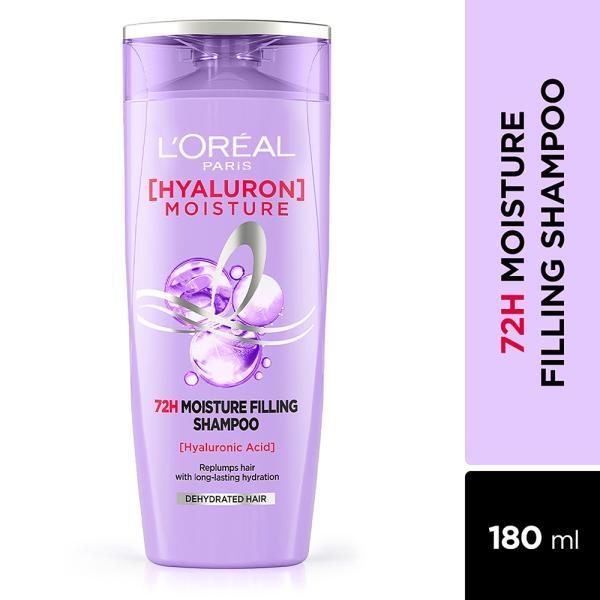 L'ORÉAL
PARIS
[HYALURON]
MOISTURE
72H MOISTURE FILLING
SHAMPOO
[Hyaluronic Acid]
Replumps hair
with long-lasting hydration
DEHYDRATED HAIR
72H MOISTURE
FILLING SHAMPOO
180 ml